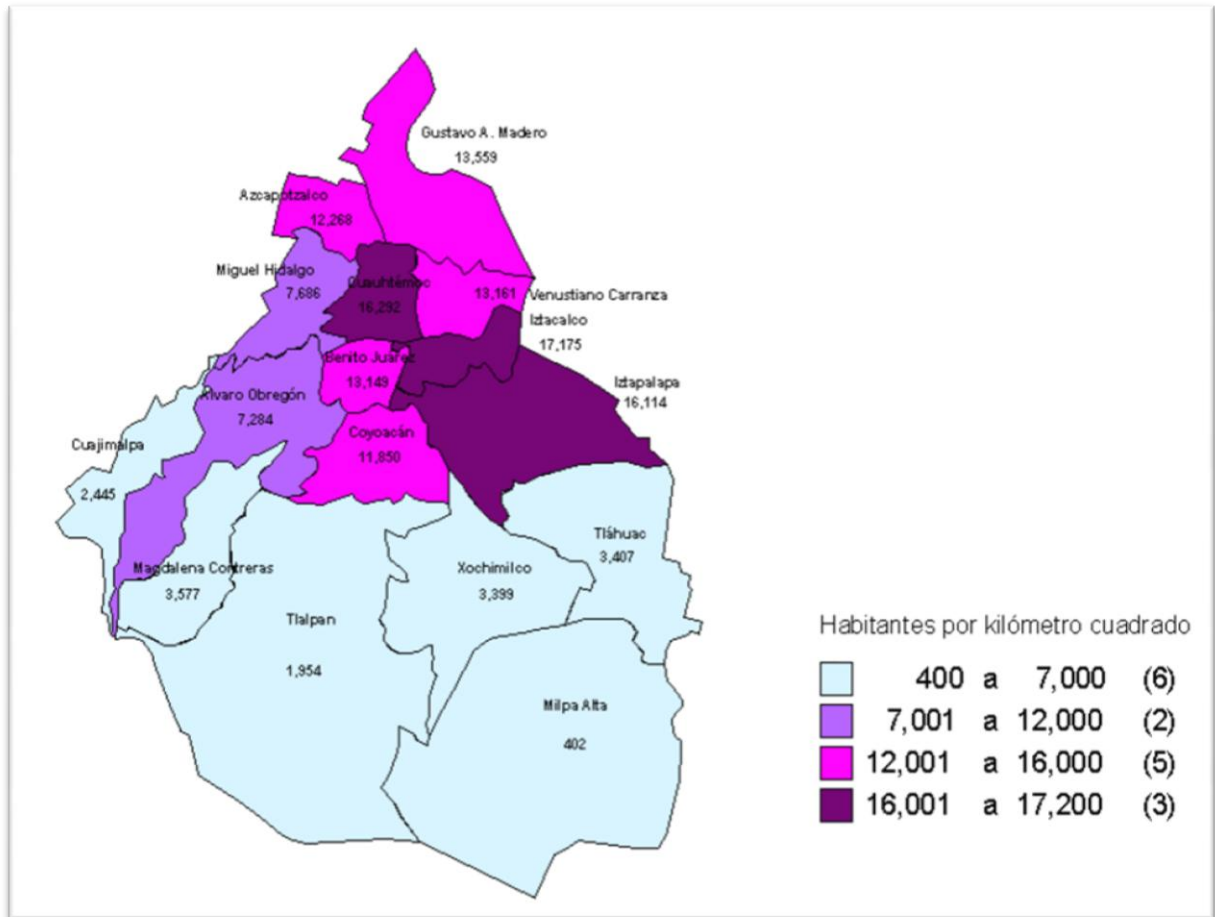 Gustavo A. Madero
13,559
Azcapotzalco
12,268
Miguel Hidalgo
7,686
Cuauhtémoc
16,292
13,161
Venustiano Carranza
Iztacalco
17,175
Benito Juárez
13,149
Iztapalapa
16,114
Alvaro Obregón
7,284
Coyoacán
11,850
Cuajimalpa
2,445
Tláhuac
3,407
Magdalena Contreras
3,577
Xochimilco
3,399
Tlalpan
1,954
Milpa Alta
402
Habitantes por kilómetro cuadrado
400 a 7,000 (6)
7,001 a 12,000 (2)
12,001 a 16,000 (5)
16,001 a 17,200 (3)